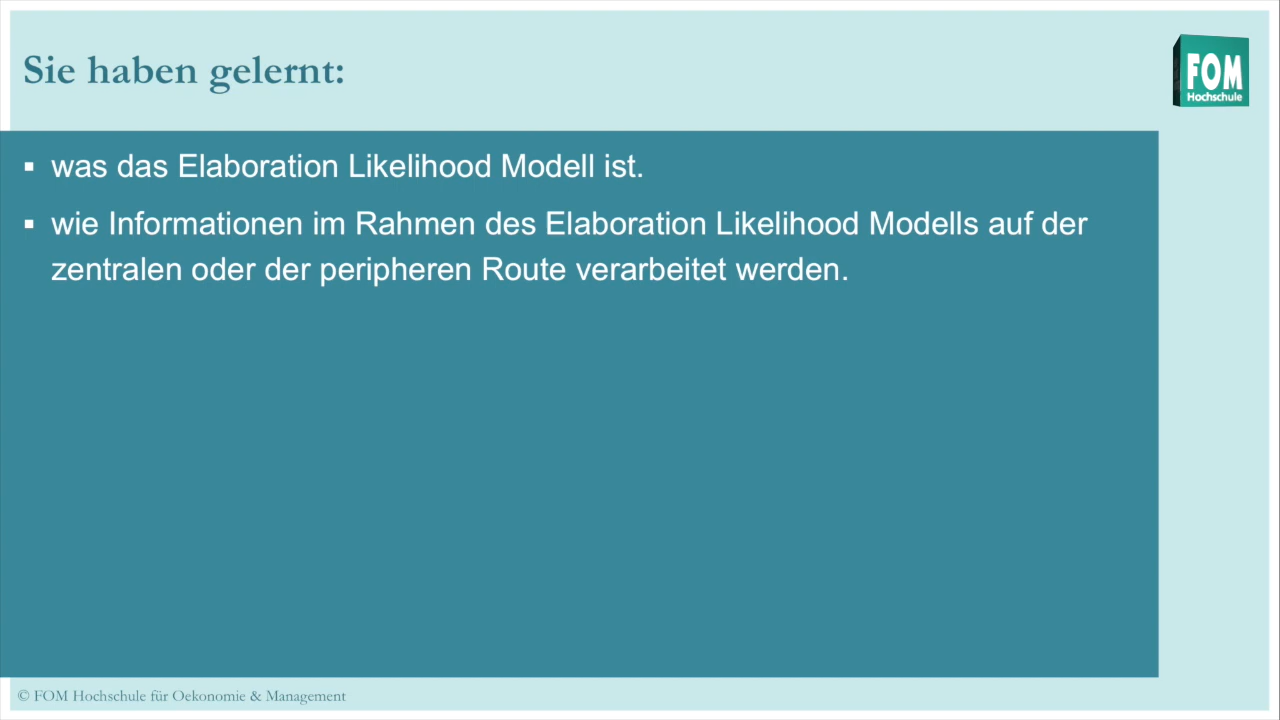 Sie haben gelernt:
FOM
Hochschule
▪ was das Elaboration Likelihood Modell ist.
▪ wie Informationen im Rahmen des Elaboration Likelihood Modells auf der
zentralen oder der peripheren Route verarbeitet werden.
© FOM Hochschule für Oekonomie & Management